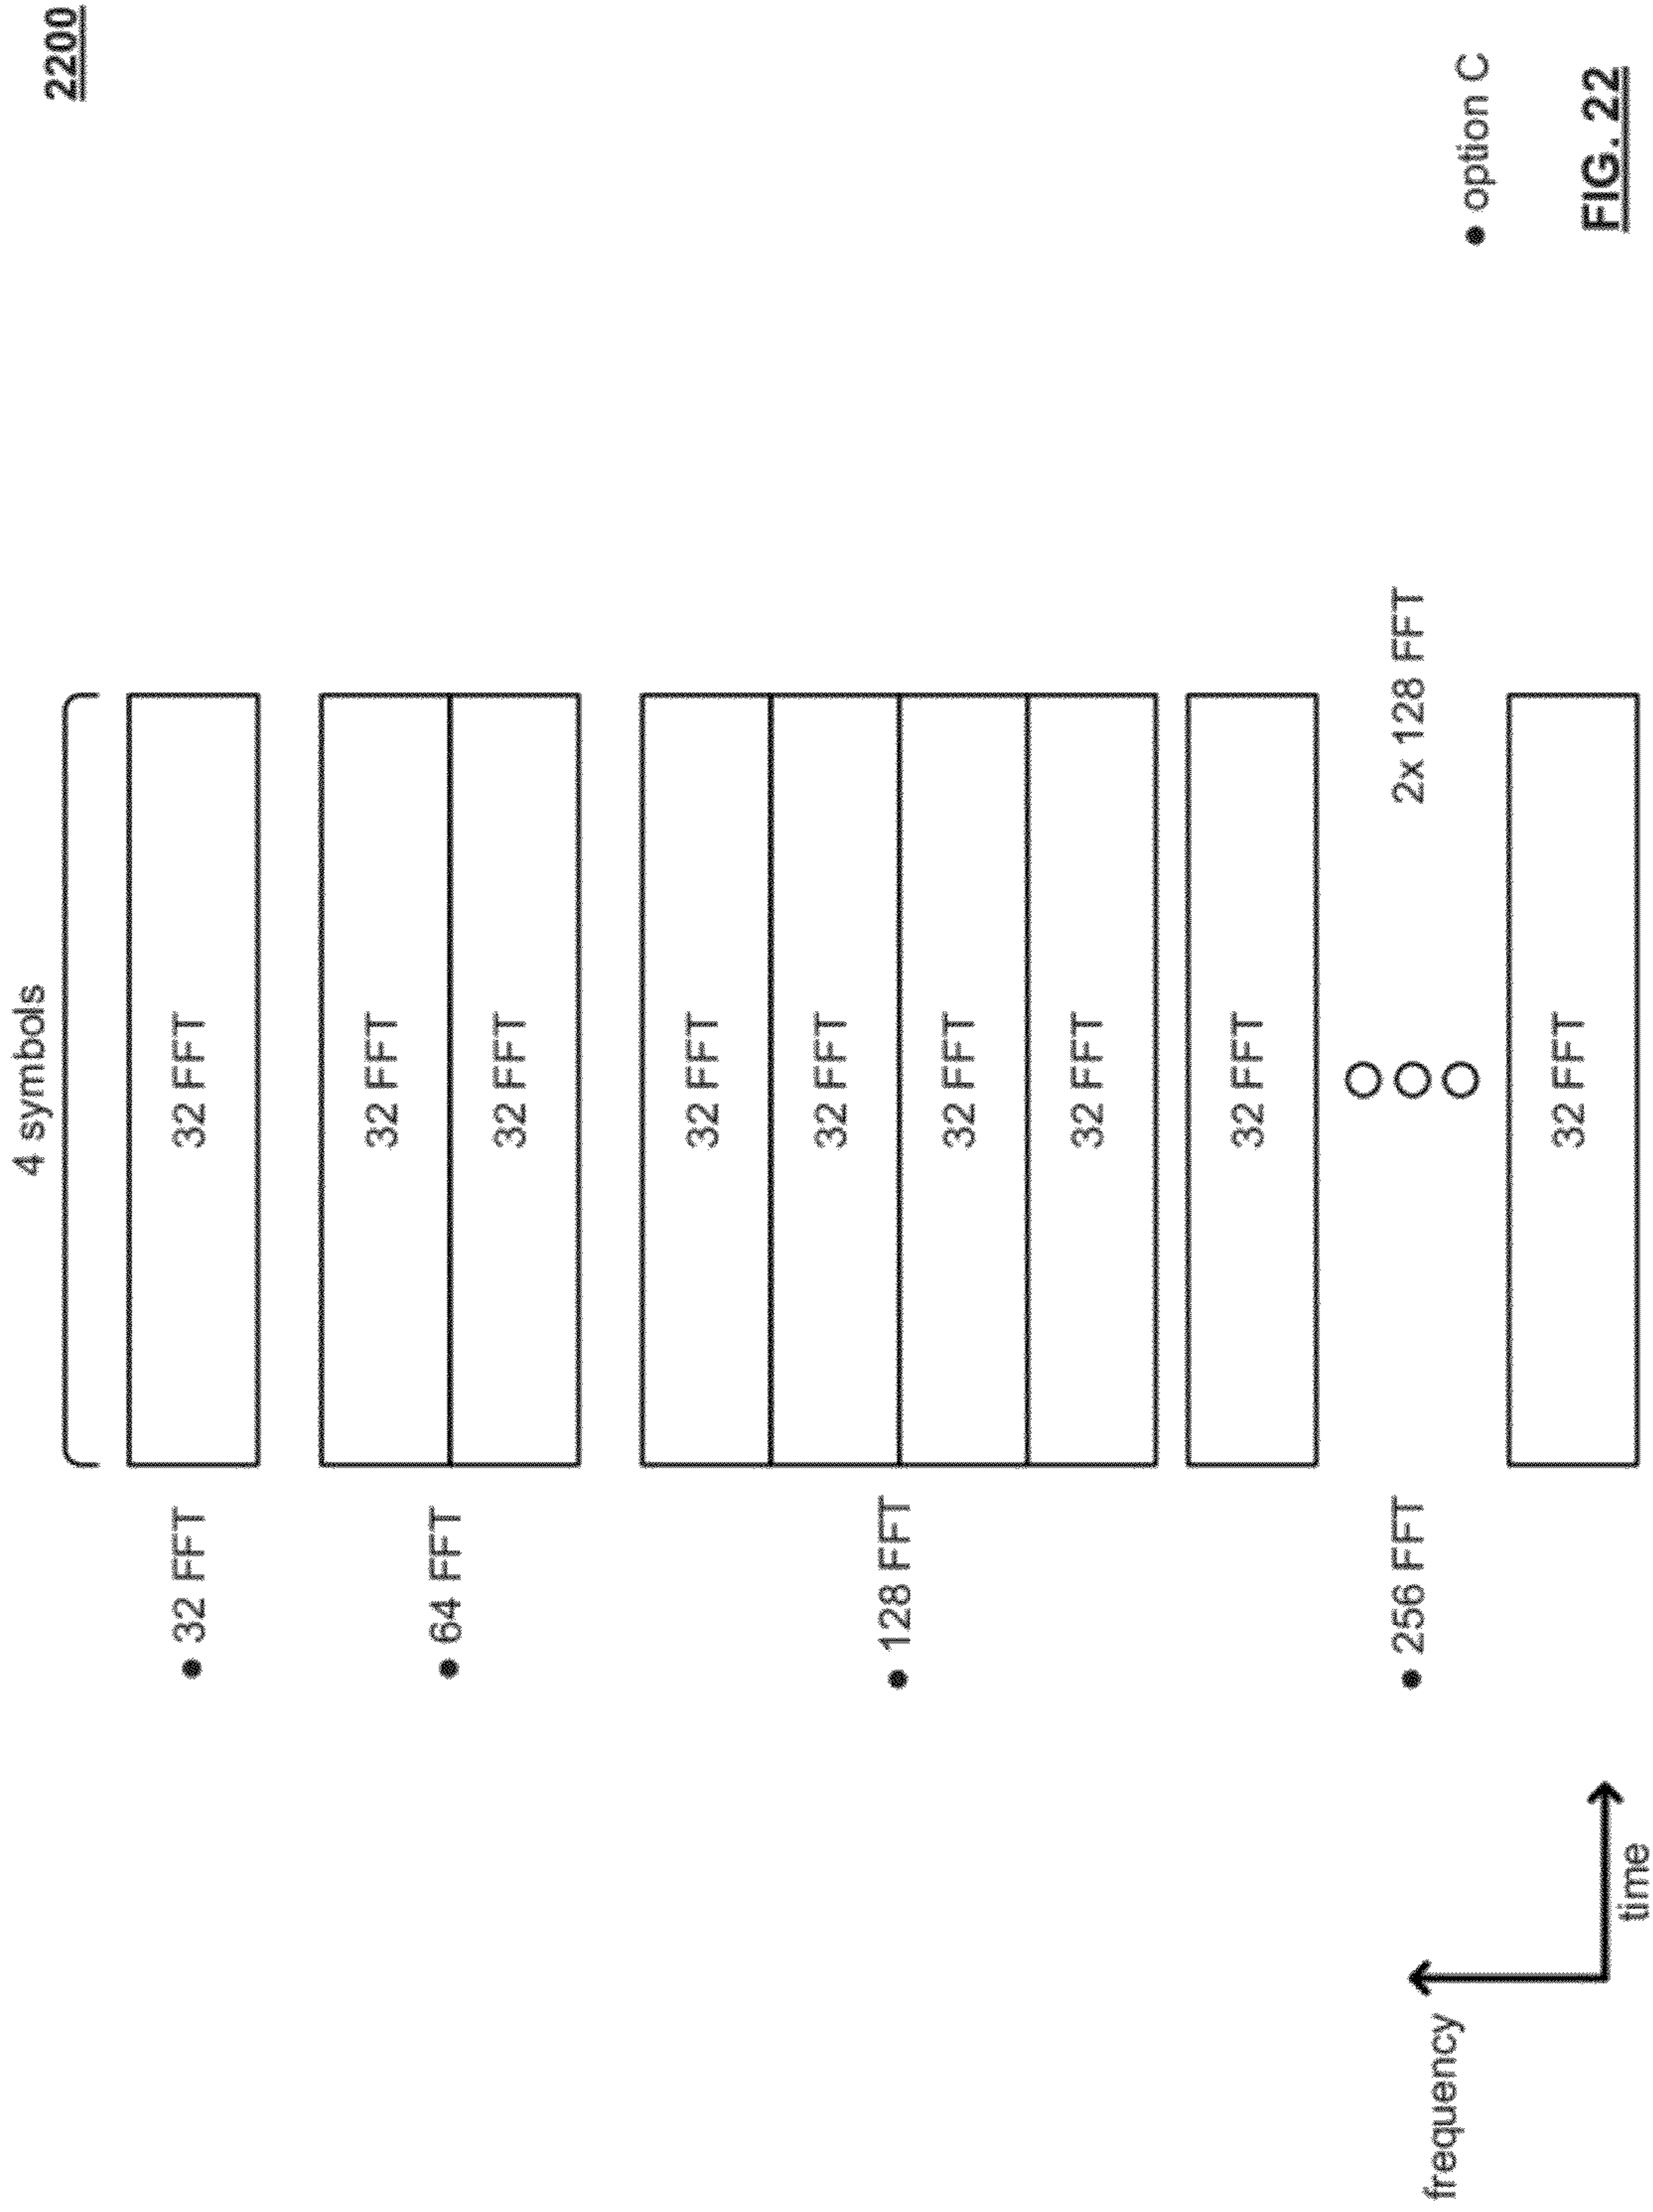 2200
4 symbols
• 32 FFT
32 FFT
• 64 FFT
32 FFT
32 FFT
• 128 FFT
32 FFT
32 FFT
32 FFT
32 FFT
• 256 FFT
32 FFT
2x 128 FFT
32 FFT
frequency
time
• option C
FIG. 22